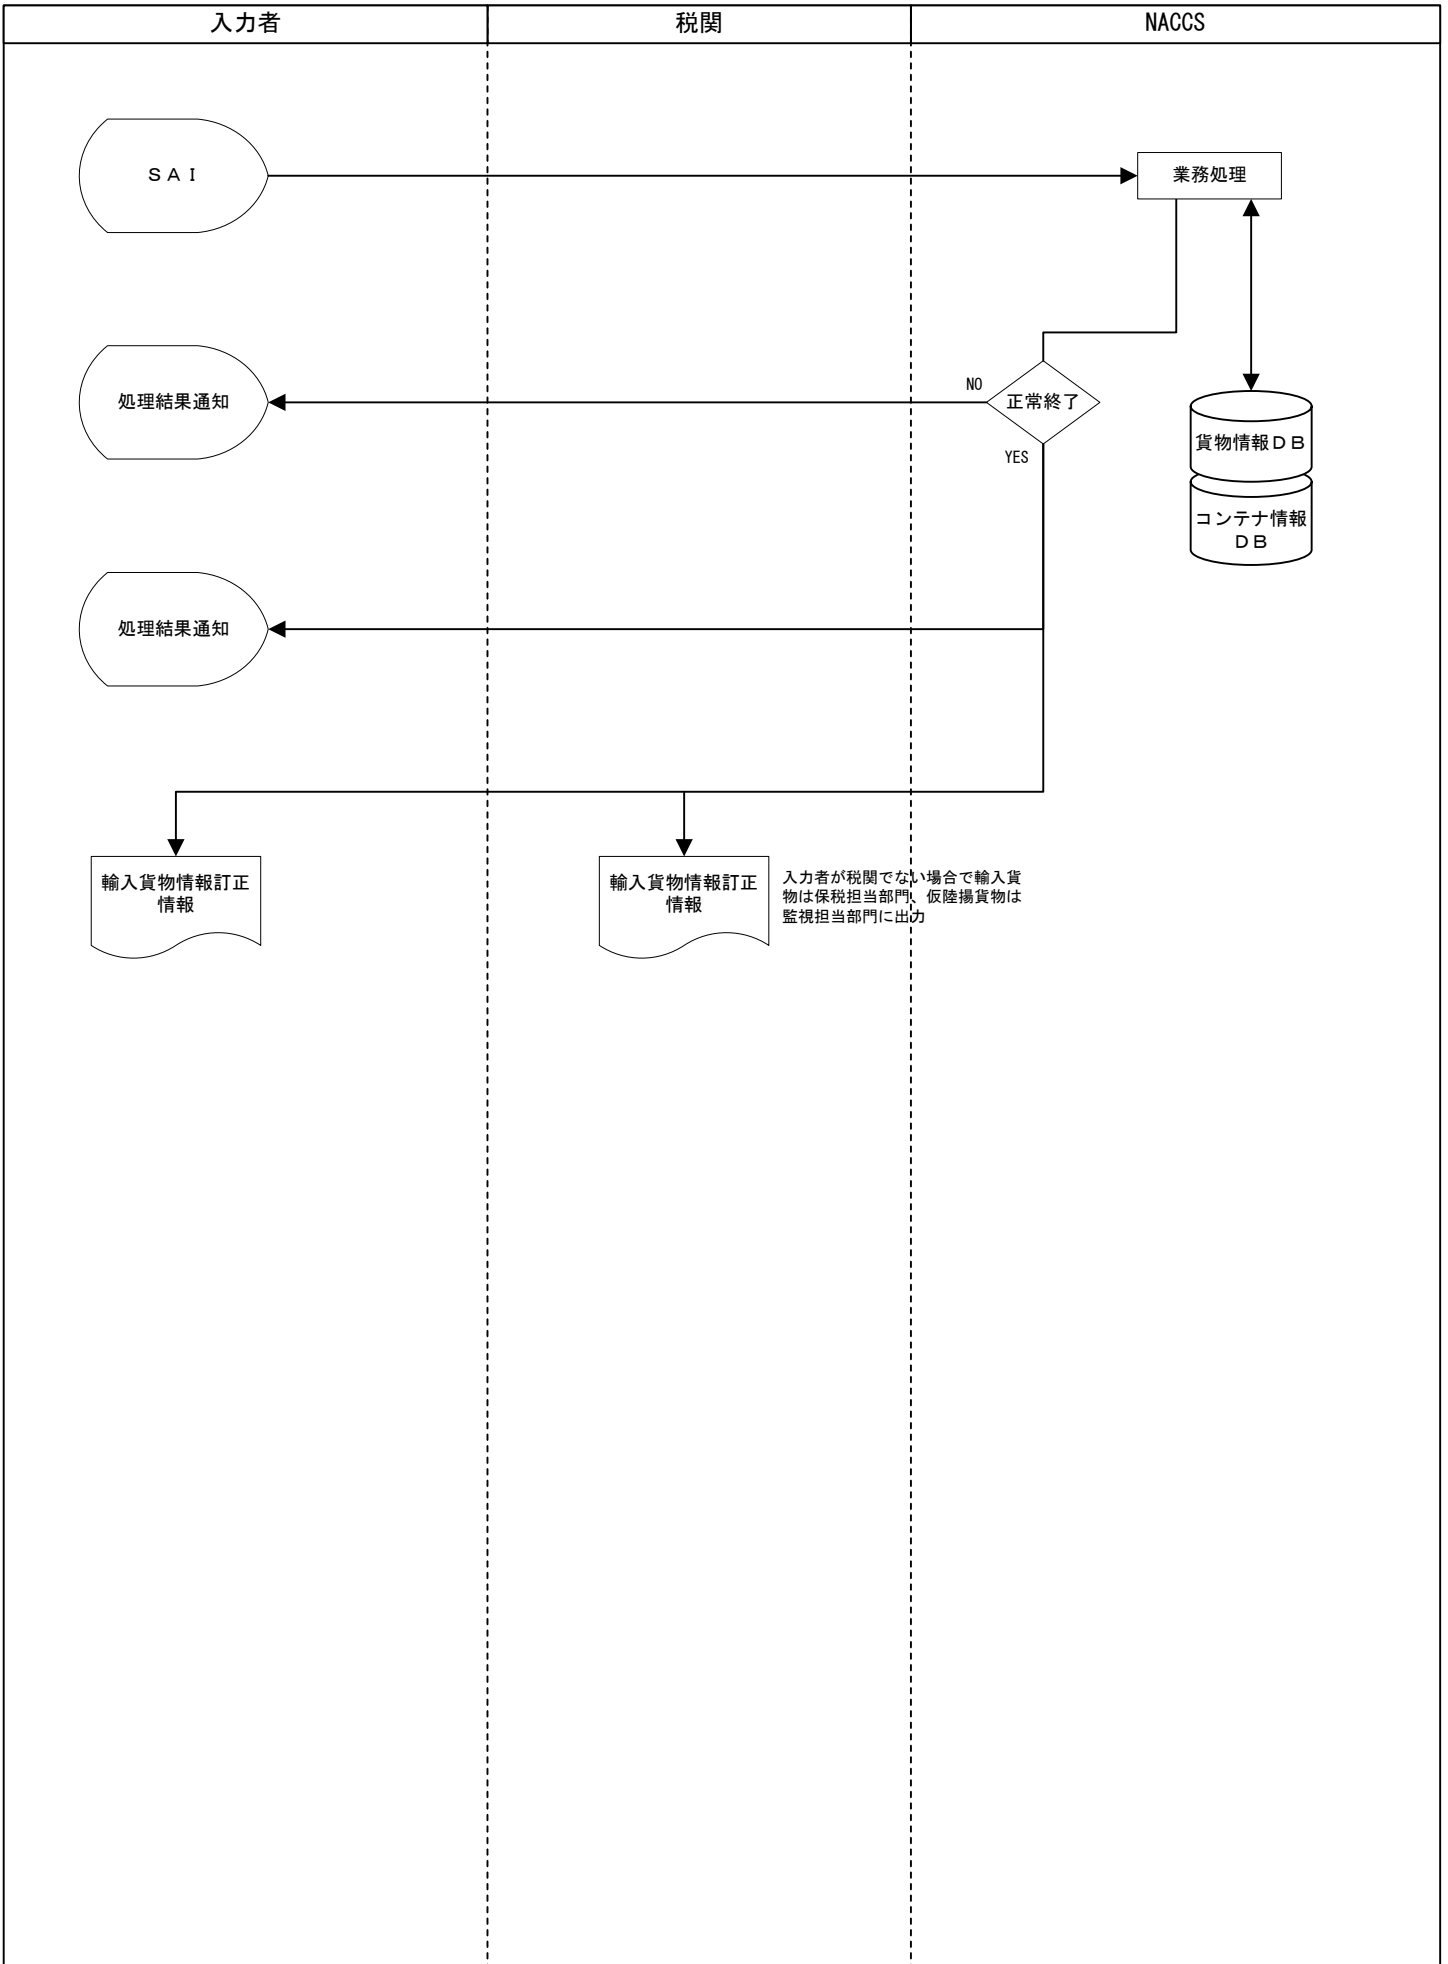 入力者
税関
NACCS
ＳＡＩ
業務処理
処理結果通知
NO
正常終了
YES
貨物情報ＤＢ
コンテナ情報
ＤＢ
処理結果通知
輸入貨物情報訂正
情報
輸入貨物情報訂正
情報
入力者が税関でない場合で輸入貨
物は保税担当部門、仮陸揚貨物は
監視担当部門に出力